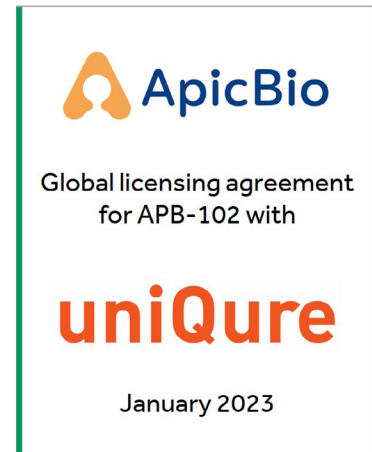 ApicBio
Global licensing agreement
for APB-102 with
uniQure
January 2023